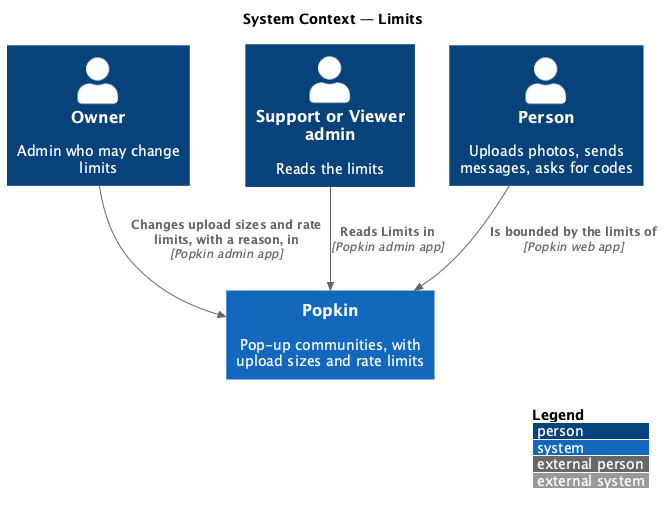 System Context — Limits
Owner
Admin who may change
limits
Support or Viewer
admin
Reads the limits
Person
Uploads photos, sends
messages, asks for codes
Changes upload sizes and rate
limits, with a reason, in
[Popkin admin app]
Reads Limits in
[Popkin admin app]
Is bounded by the limits of
[Popkin web app]
Popkin
Pop-up communities, with
upload sizes and rate limits
Legend
person
system
external person
external system